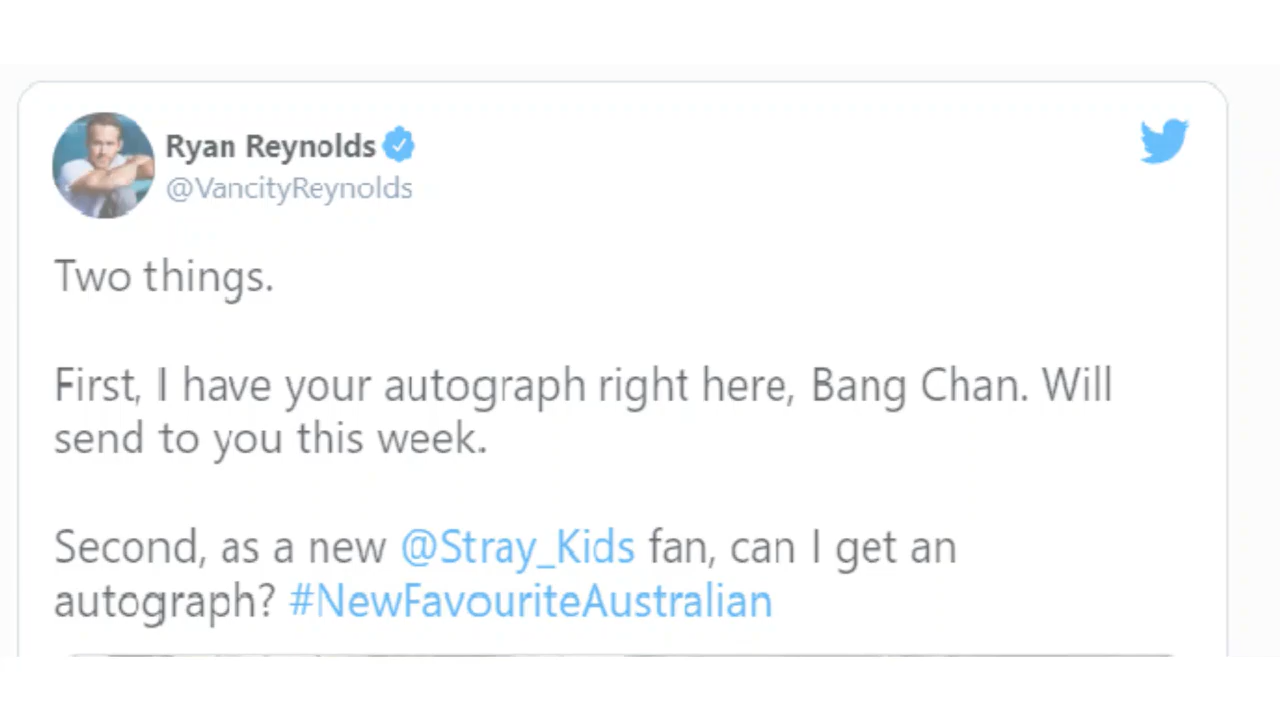 Ryan Reynolds
@VancityReynolds
Two things.
First, I have your autograph right here, Bang Chan. Will
send to you this week.
Second, as a new @Stray_Kids fan, can I get an
autograph? #NewFavouriteAustralian